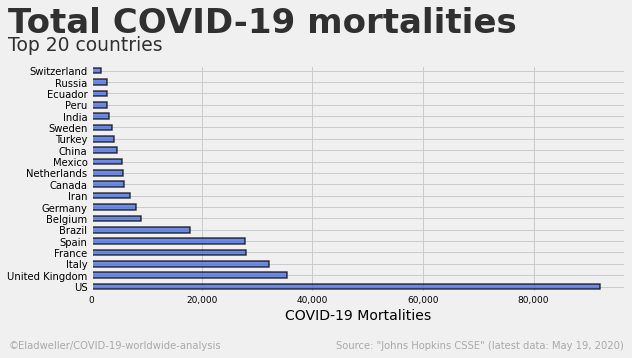 Total COVID-19 mortalities
Top 20 countries
Switzerland
Russia
Ecuador
Peru
India
Sweden
Turkey
China
Mexico
Netherlands
Canada
Iran
Germany
Belgium
Brazil
Spain
France
Italy
United Kingdom
US
0 20,000 40,000 60,000 80,000
COVID-19 Mortalities
©Eladweller/COVID-19-worldwide-analysis Source: "Johns Hopkins CSSE" (latest data: May 19, 2020)